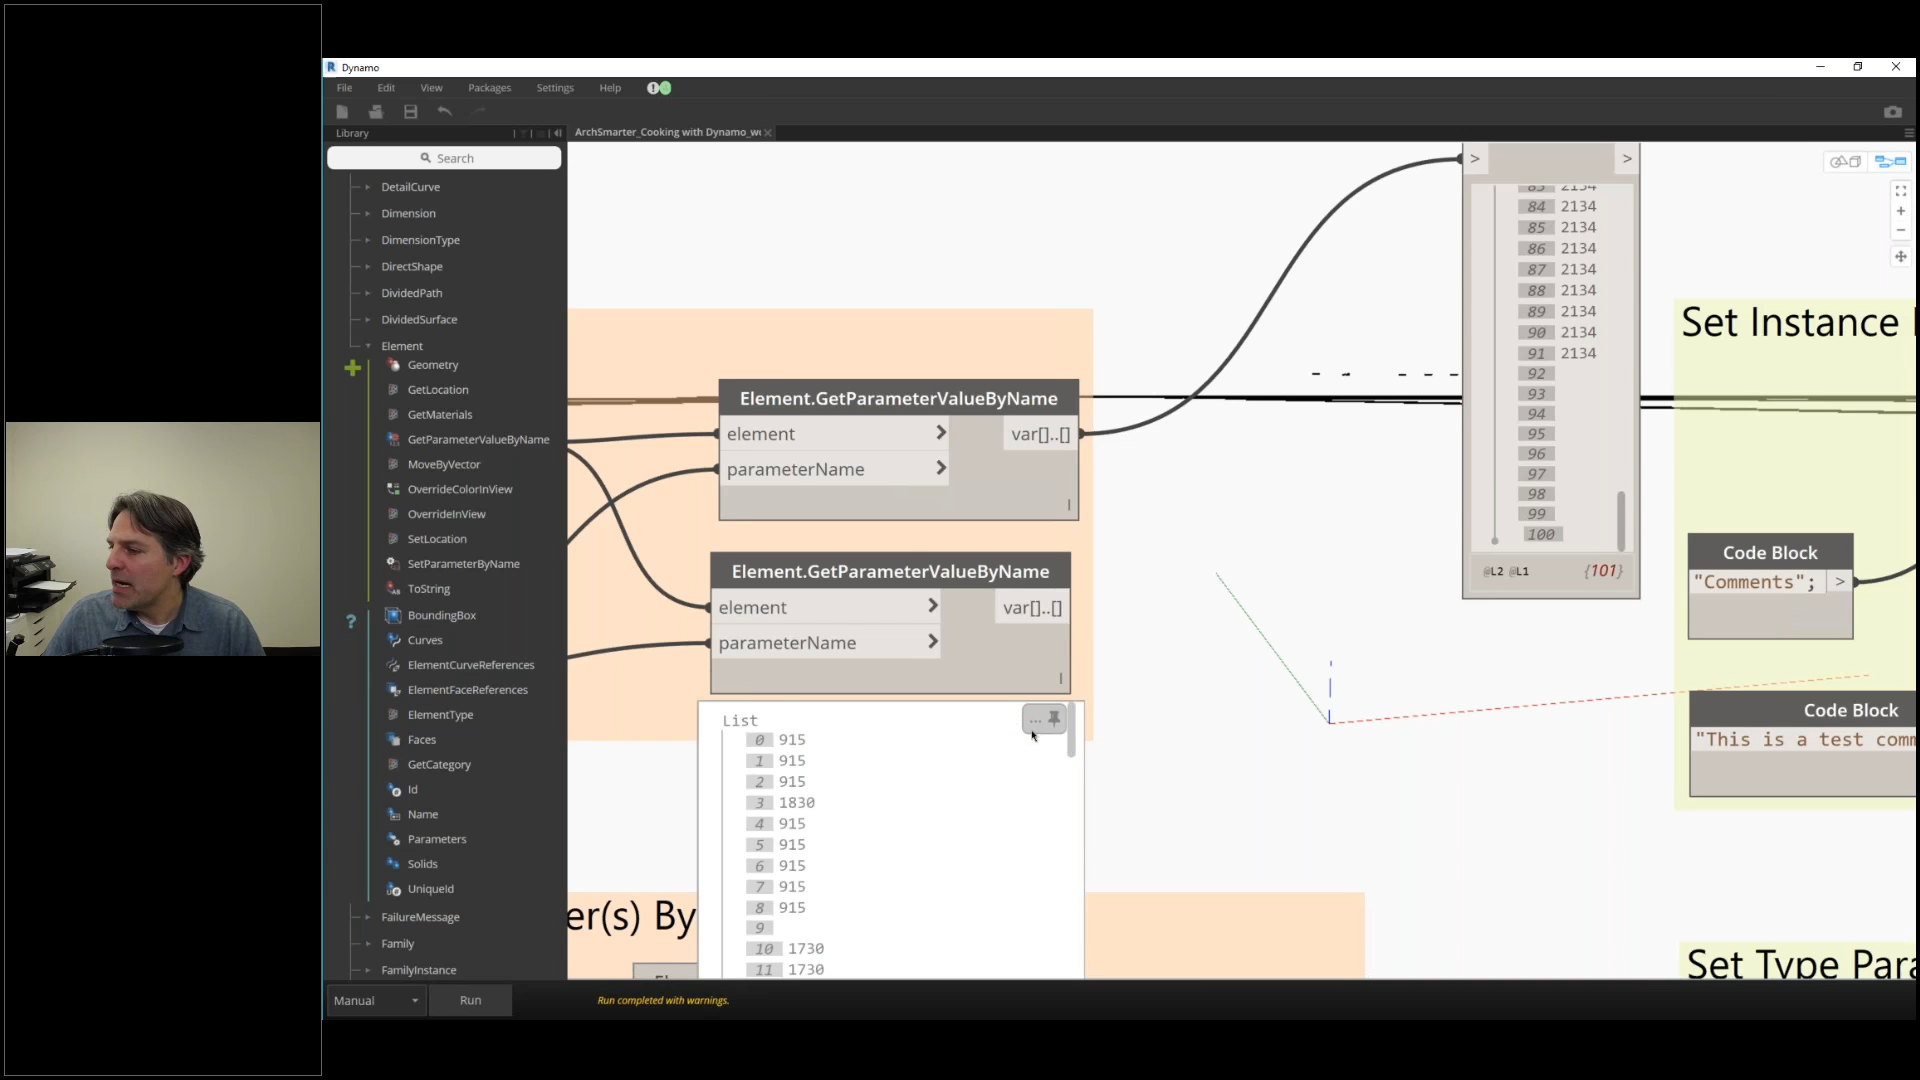 Dynamo
File Edit View Packages Settings Help
Library
ArchSmarter_Cooking with Dynamo_wo
Search
DetailCurve
Dimension
DimensionType
DirectShape
DividedPath
DividedSurface
Element
Geometry
GetLocation
GetMaterials
GetParameterValueByName
MoveByVector
OverrideColorInView
OverrideInView
SetLocation
SetParameterByName
ToString
BoundingBox
Curves
ElementCurveReferences
ElementFaceReferences
ElementType
Faces
GetCategory
Id
Name
Parameters
Solids
UniqueId
FailureMessage
Family
FamilyInstance
Manual
Run
Run completed with warnings.
Element.GetParameterValueByName
element > var[]..[]
parameterName >
Element.GetParameterValueByName
element > var[]..[]
parameterName >
List
0 915
1 915
2 915
3 1830
4 915
5 915
6 915
7 915
8 915
9
10 1730
11 1730
er(s) By
> >
83 2134
84 2134
85 2134
86 2134
87 2134
88 2134
89 2134
90 2134
91 2134
92
93
94
95
96
97
98
99
100
@L2 @L1 {101}
Set Instance
Code Block
"Comments"; >
Code Block
"This is a test comm
Set Type Para